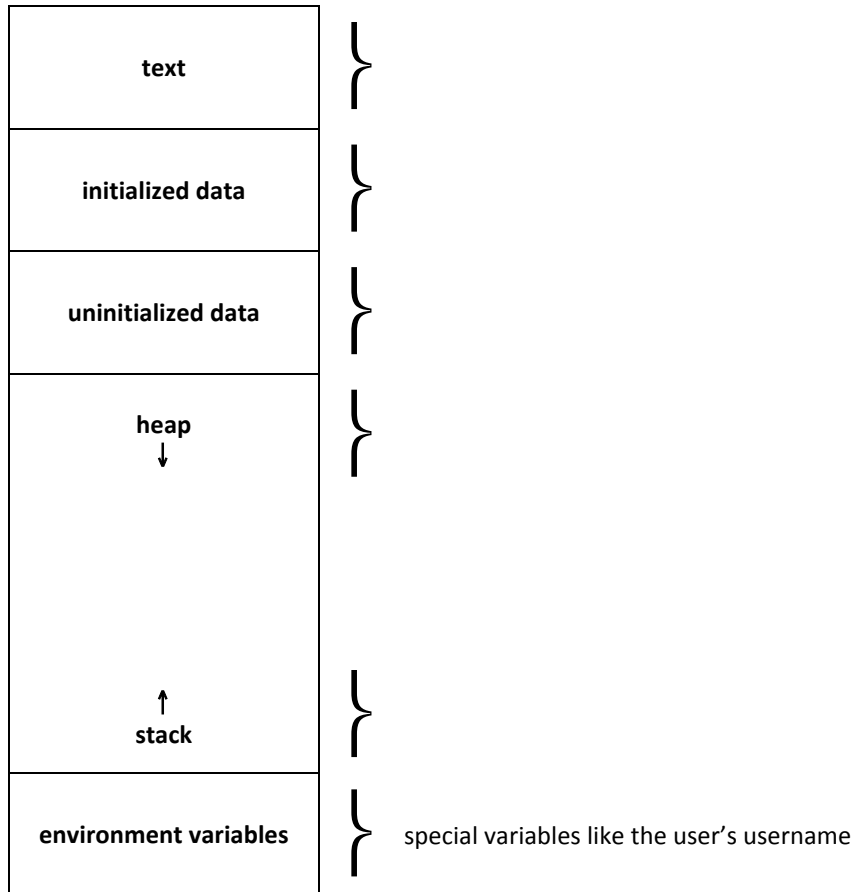 text
initialized data
uninitialized data
heap
↓
↑
stack
environment variables
special variables like the user’s username